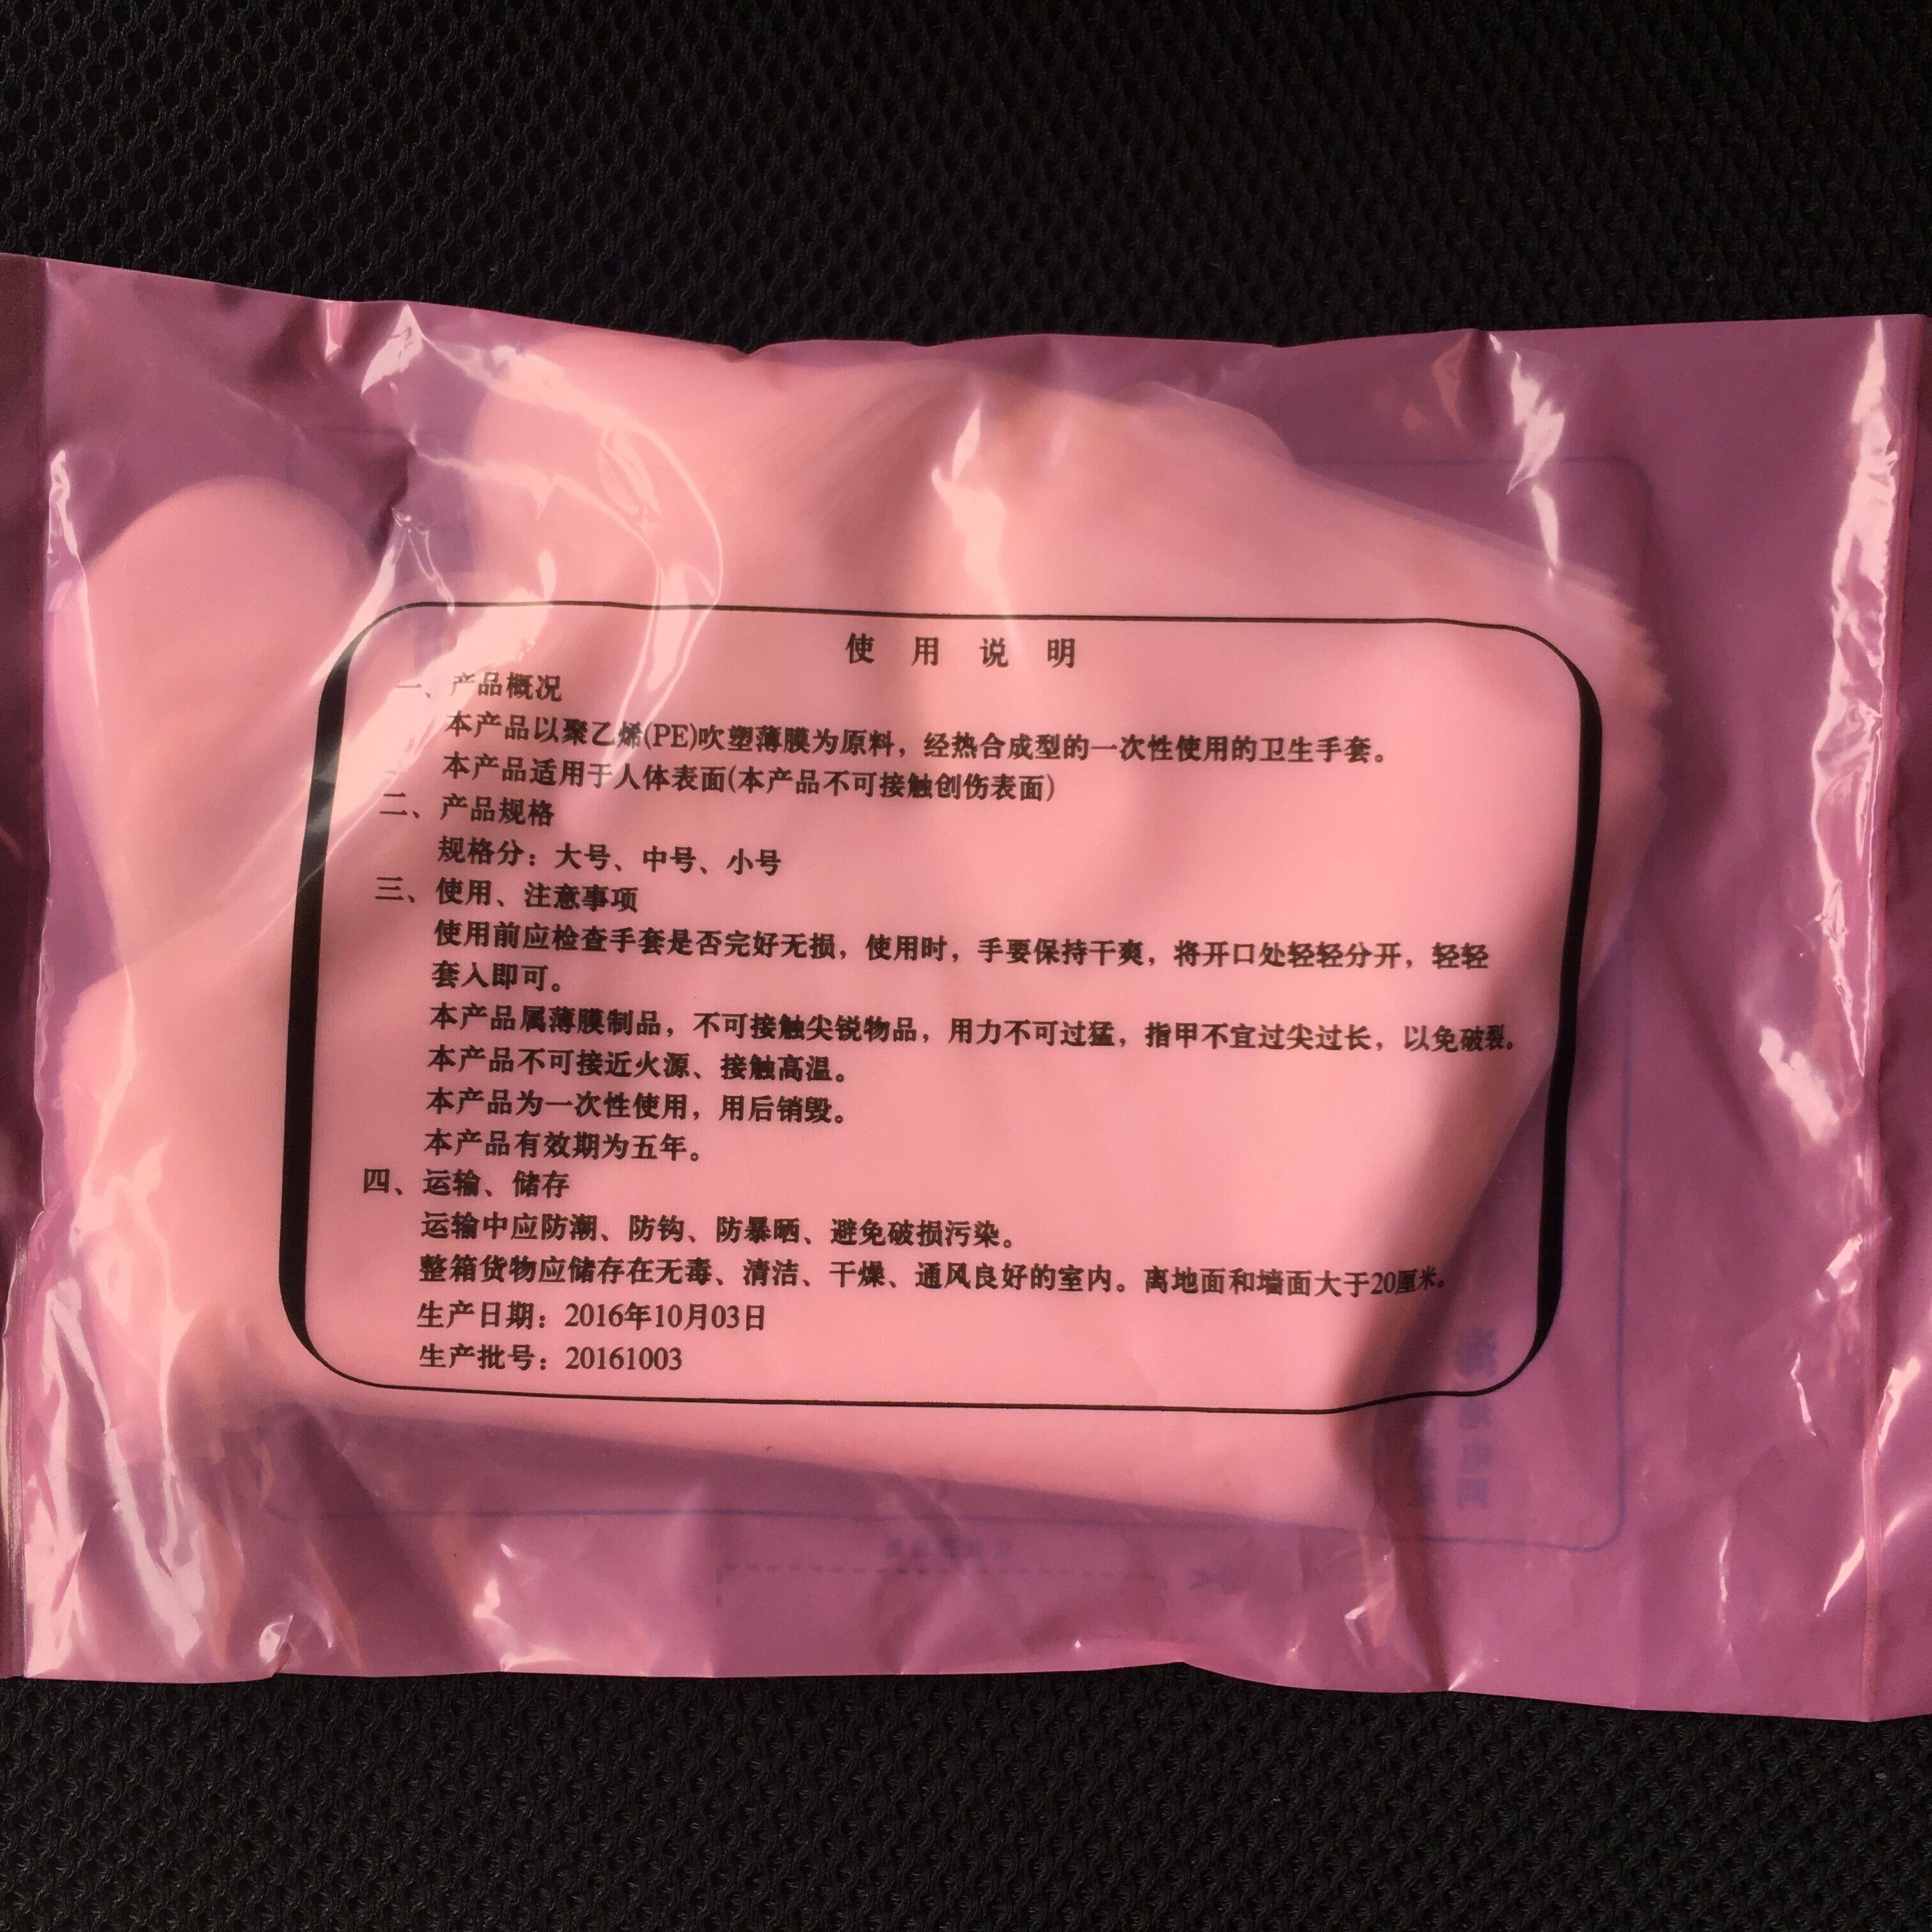 使用说明
一、产品概况
本产品以聚乙烯(PE)吹塑薄膜为原料，经热合成型的一次性使用的卫生手套。
本产品适用于人体表面(本产品不可接触创伤表面)
二、产品规格
规格分：大号、中号、小号
三、使用、注意事项
使用前应检查手套是否完好无损，使用时，手要保持干爽，将开口处轻轻分开，轻轻
套入即可。
本产品属薄膜制品，不可接触尖锐物品，用力不可过猛，指甲不宜过尖过长，以免破裂。
本产品不可接近火源、接触高温。
本产品为一次性使用，用后销毁。
本产品有效期为五年。
四、运输、储存
运输中应防潮、防钩、防暴晒、避免破损污染。
整箱货物应储存在无毒、清洁、干燥、通风良好的室内。离地面和墙面大于20厘米。
生产日期：2016年10月03日
生产批号：20161003